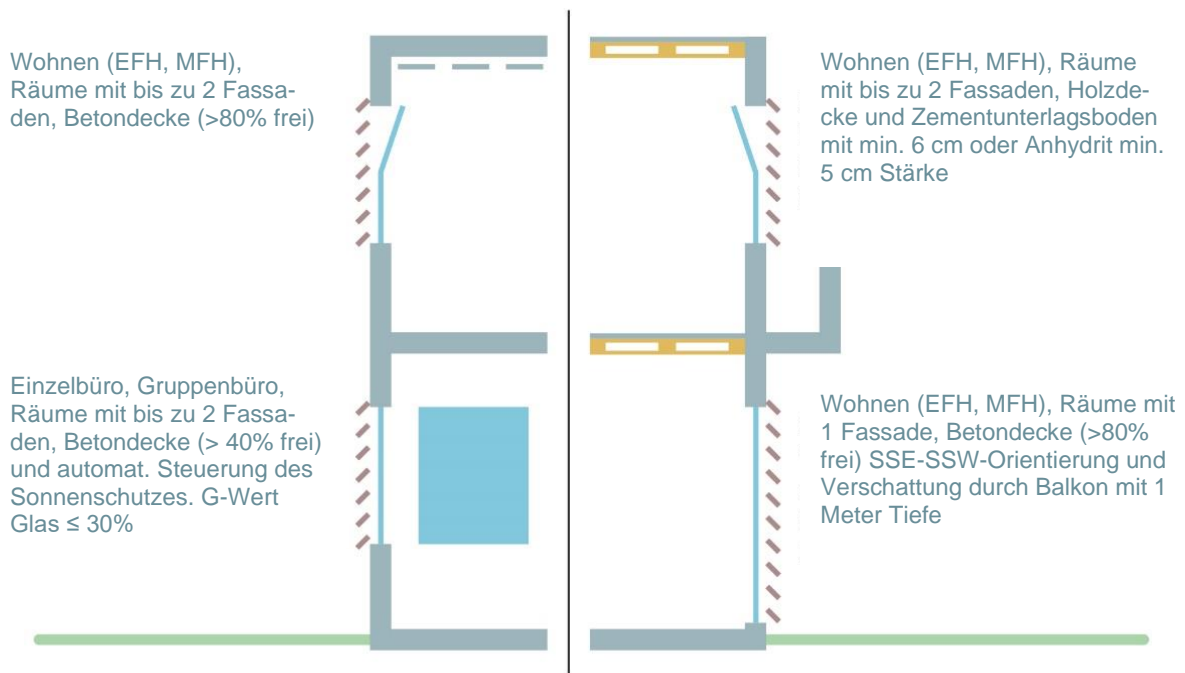 Wohnen (EFH, MFH),
Räume mit bis zu 2 Fassa-
den, Betondecke (>80% frei)
Einzelbüro, Gruppenbüro,
Räume mit bis zu 2 Fassa-
den, Betondecke (> 40% frei)
und automat. Steuerung des
Sonnenschutzes. G-Wert
Glas ≤ 30%
Wohnen (EFH, MFH), Räume
mit bis zu 2 Fassaden, Holzde-
cke und Zementunterlagsboden
mit min. 6 cm oder Anhydrit min.
5 cm Stärke
Wohnen (EFH, MFH), Räume mit
1 Fassade, Betondecke (>80%
frei) SSE-SSW-Orientierung und
Verschattung durch Balkon mit 1
Meter Tiefe